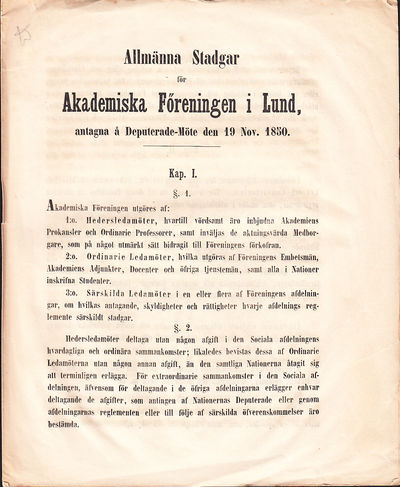 Allmänna Stadgar
för
Akademiska Föreningen i Lund,
antagna å Deputerade-Möte den 19 Nov. 1850.
Kap. I.
§. 1.
Akademiska Föreningen utgöres af:
1:o. Hedersledamöter, hvartill vördsamt äro inbjudna Akademiens
Prokansler och Ordinarie Professorer, samt inväljas de aktningsvärda Medbor-
gare, som på något utmärkt sätt bidragit till Föreningens förkofran.
2:o. Ordinarie Ledamöter, hvilka utgöras af Föreningens Embetsmän,
Akademiens Adjunkter, Docenter och öfriga tjenstemän, samt alla i Nationer
inskrifna Studenter.
3:o. Särskilda Ledamöter i en eller flera af Föreningens afdelnin-
gar, om hvilkas antagande, skyldigheter och rättigheter hvarje afdelnings reg-
lemente särskildt stadgar.
§. 2.
Hedersledamöter deltaga utan någon afgift i den Sociala afdelningens
hvardagliga och ordinära sammankomster; likaledes bevistas dessa af Ordinarie
Ledamöterna utan någon annan afgift, än den samtliga Nationerna åtagit sig
att terminligen erlägga. För extraordinarie sammankomster i den Sociala af-
delningen, äfvensom för deltagande i de öfriga afdelningarna erlägger enhvar
deltagande de afgifter, som antingen af Nationernas Deputerade eller genom
afdelningarnas reglementen eller till följe af särskilda öfverenskommelser äro
bestämda.